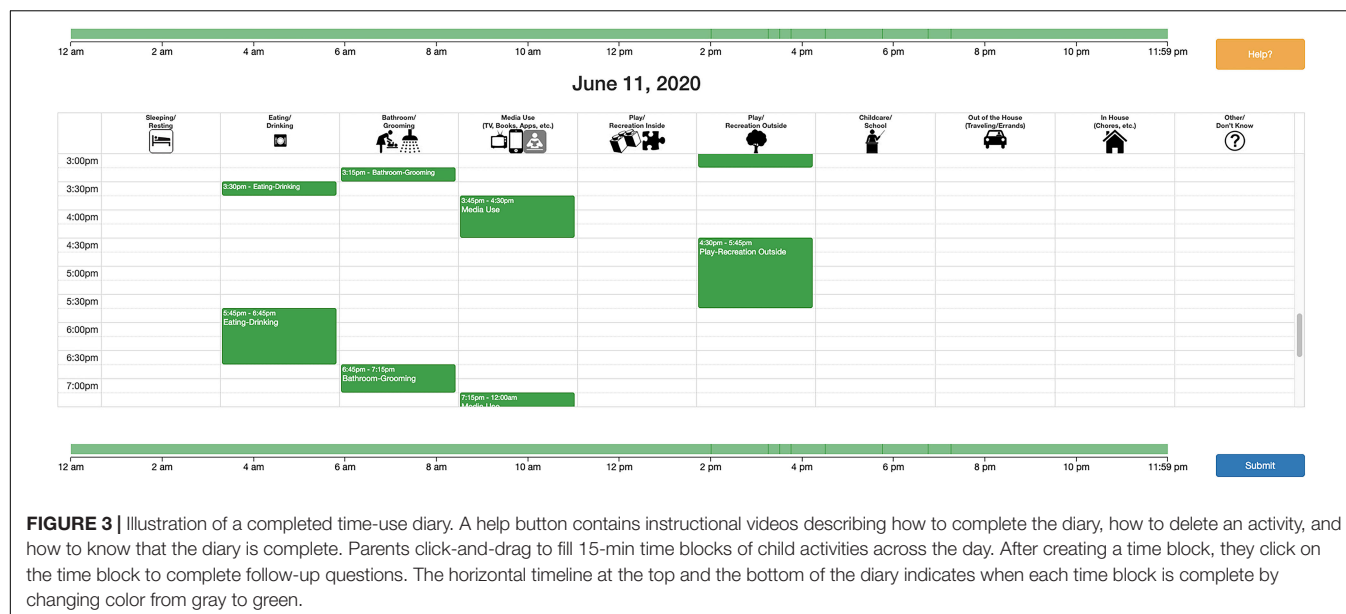 12 am 2 am 4 am 6 am 8 am 10 am 12 pm 2 pm 4 pm 6 pm 8 pm 10 pm 11:59 pm
Help?
June 11, 2020
Sleeping/
Resting
Eating/
Drinking
Bathroom/
Grooming
Media Use
(TV, Books, Apps, etc.)
Play/
Recreation Inside
Play/
Recreation Outside
Childcare/
School
Out of the House
(Traveling/Errands)
In House
(Chores, etc.)
Other/
Don't Know
3:00pm
3:15pm - Bathroom-Grooming
3:30pm
3:30pm - Eating-Drinking
3:45pm - 4:30pm
Media Use
4:00pm
4:30pm
4:30pm - 5:45pm
Play-Recreation Outside
5:00pm
5:30pm
5:45pm - 6:45pm
Eating-Drinking
6:00pm
6:30pm
6:45pm - 7:15pm
Bathroom-Grooming
7:00pm
7:15pm - 12:00am
Media Use
12 am 2 am 4 am 6 am 8 am 10 am 12 pm 2 pm 4 pm 6 pm 8 pm 10 pm 11:59 pm
Submit
FIGURE 3 | Illustration of a completed time-use diary. A help button contains instructional videos describing how to complete the diary, how to delete an activity, and
how to know that the diary is complete. Parents click-and-drag to fill 15-min time blocks of child activities across the day. After creating a time block, they click on
the time block to complete follow-up questions. The horizontal timeline at the top and the bottom of the diary indicates when each time block is complete by
changing color from gray to green.